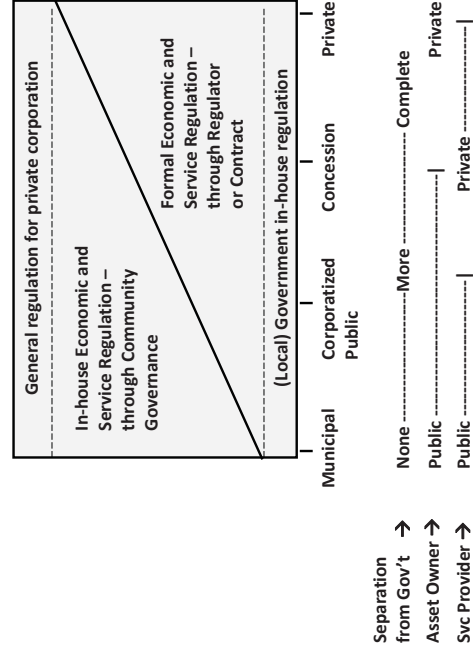 General regulation for private corporation
In-house Economic and
Service Regulation –
through Community
Governance
Formal Economic and
Service Regulation –
through Regulator
or Contract
(Local) Government in-house regulation
Municipal
Corporatized
Public
Concession
Private
Separation
from Gov't → None ----------------------More -------------------Complete
Asset Owner → Public ------------------------------------------| Private
Svc Provider → Public -----------------------| Private ----------------|